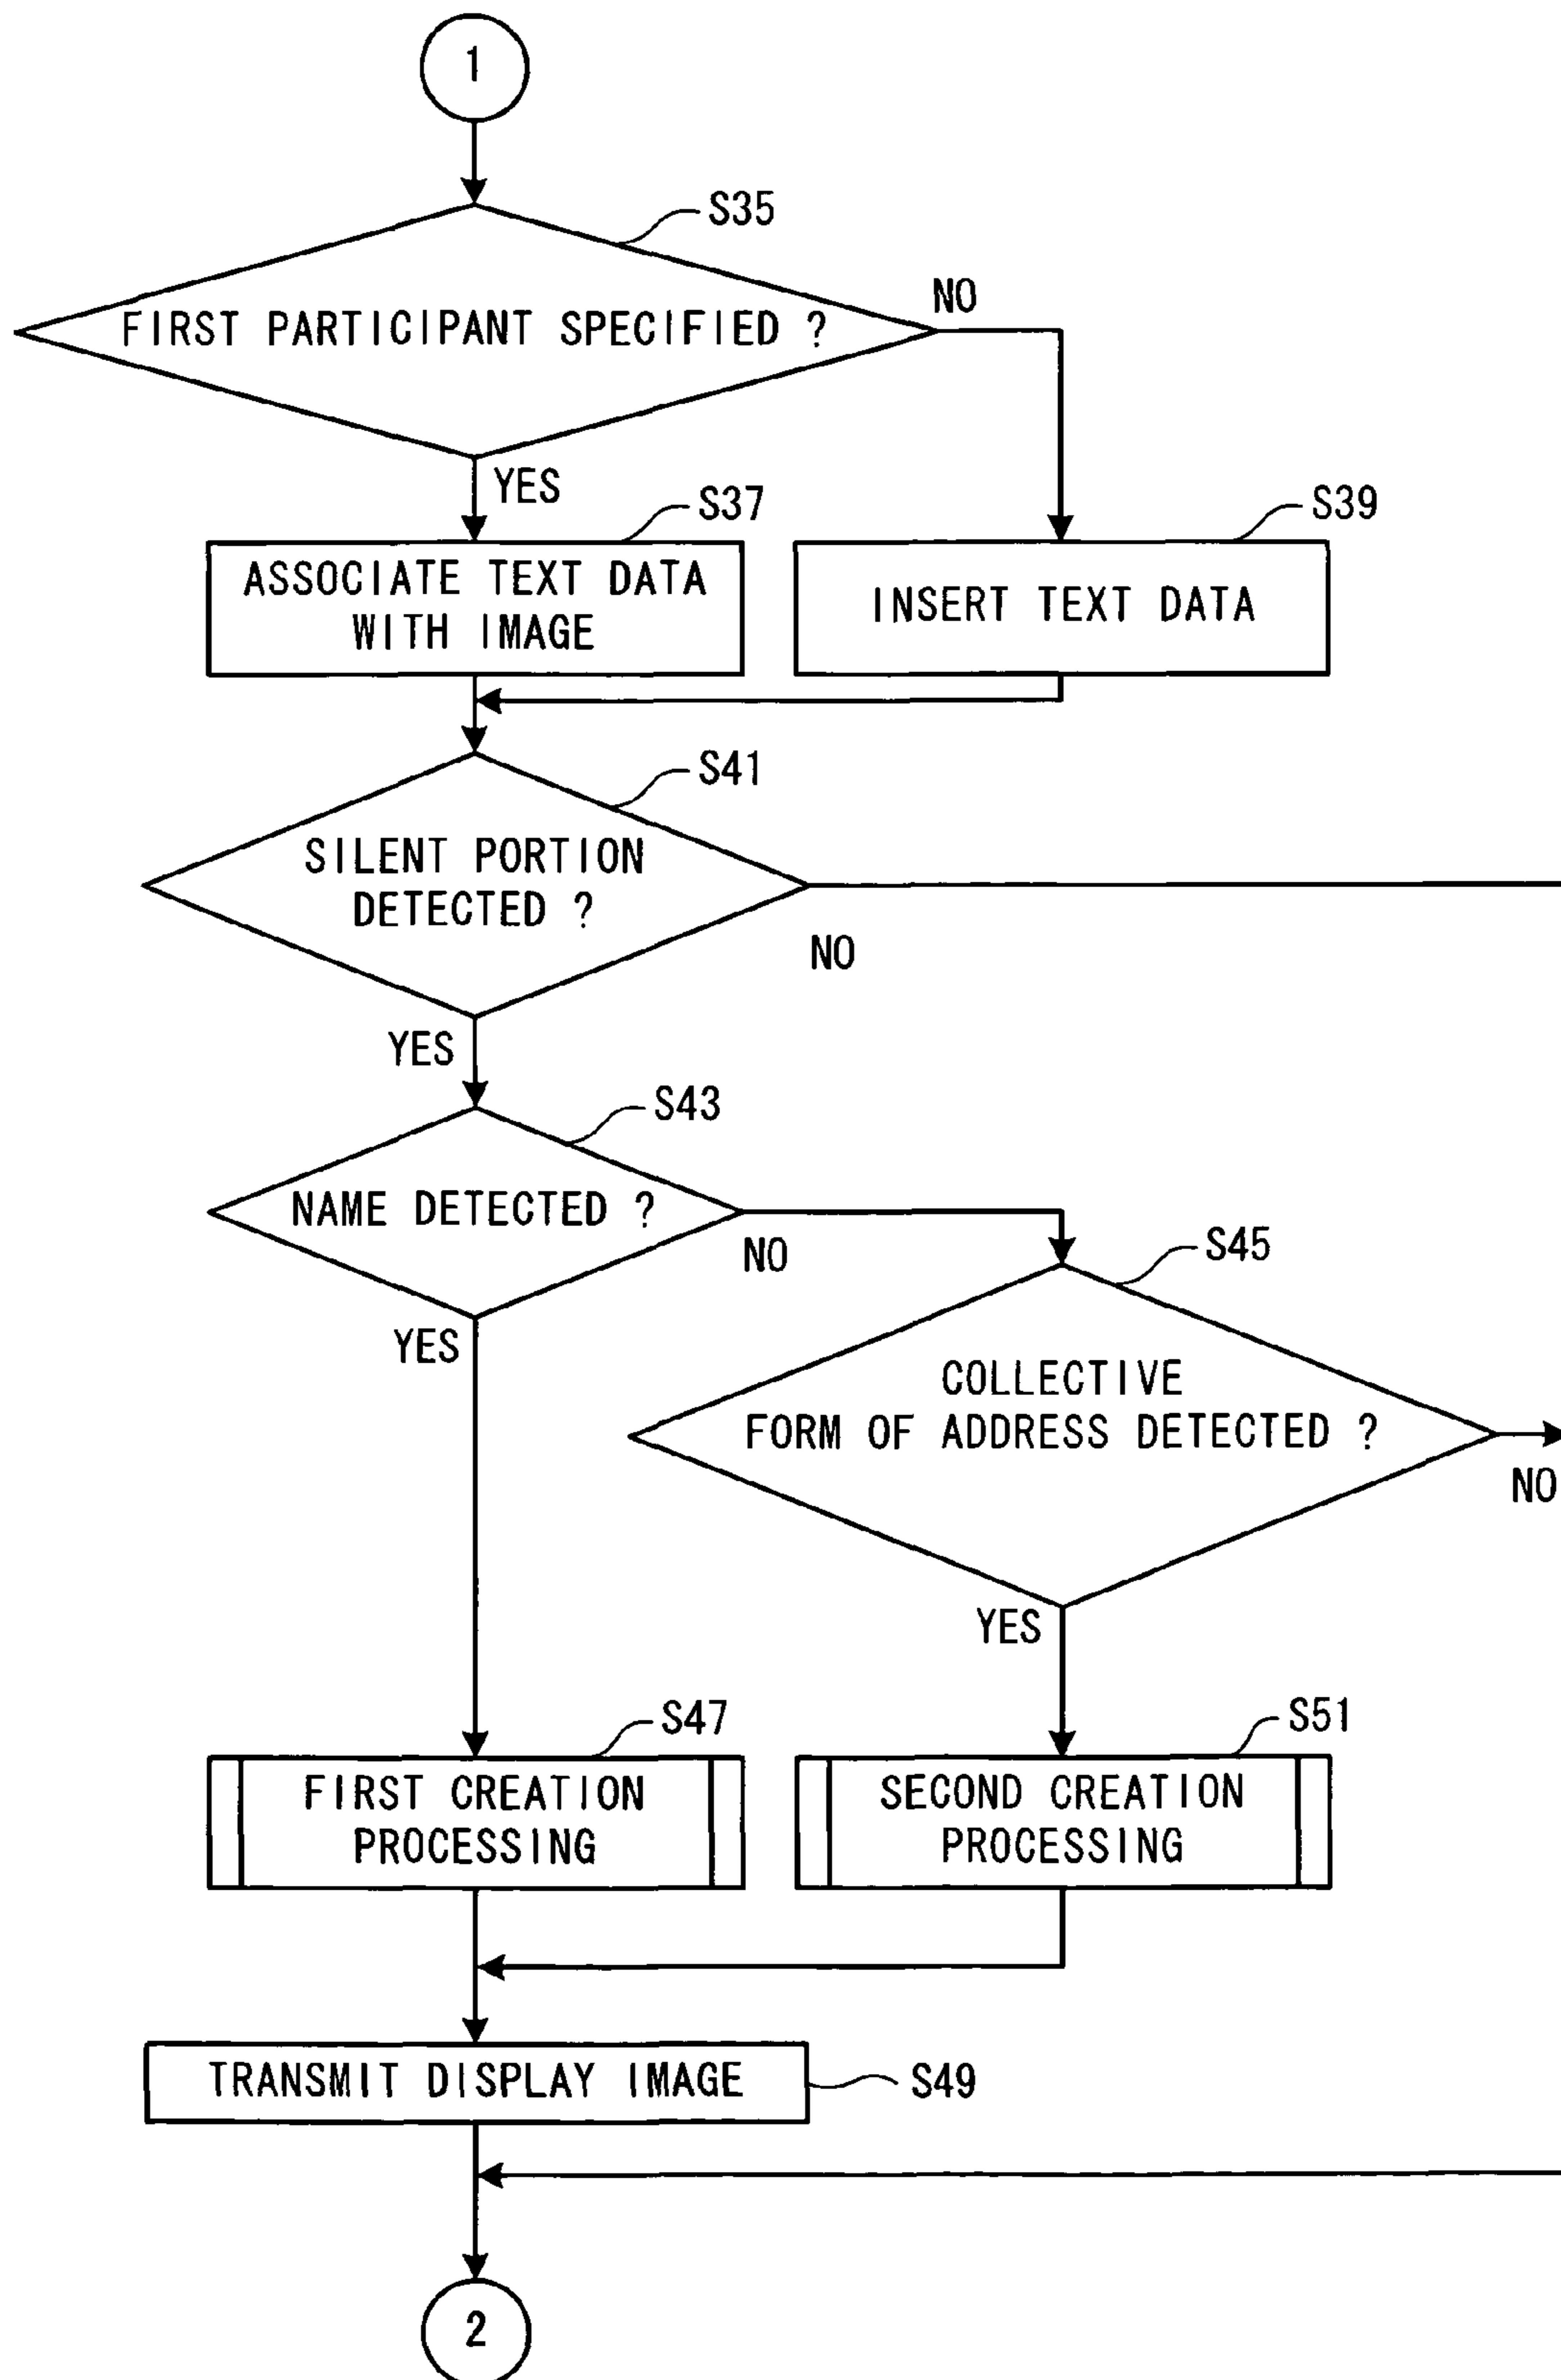 1
S35
FIRST PARTICIPANT SPECIFIED ?
NO
YES
S37
S39
ASSOCIATE TEXT DATA
WITH IMAGE
INSERT TEXT DATA
S41
SILENT PORTION
DETECTED ?
NO
YES
S43
NAME DETECTED ?
NO
S45
YES
COLLECTIVE
FORM OF ADDRESS DETECTED ?
NO
YES
S47
S51
FIRST CREATION
PROCESSING
SECOND CREATION
PROCESSING
TRANSMIT DISPLAY IMAGE
S49
2